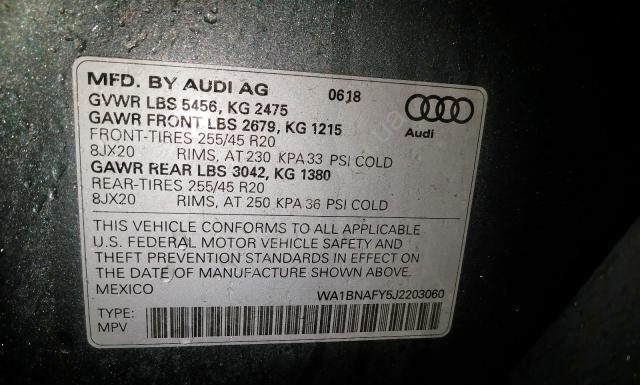 MFD. BY AUDI AG 0618
GVWR LBS 5456, KG 2475
GAWR FRONT LBS 2679, KG 1215
FRONT-TIRES 255/45 R20
8JX20 RIMS, AT 230 KPA 33 PSI COLD
GAWR REAR LBS 3042, KG 1380
REAR-TIRES 255/45 R20
8JX20 RIMS, AT 250 KPA 36 PSI COLD
Audi
THIS VEHICLE CONFORMS TO ALL APPLICABLE
U.S. FEDERAL MOTOR VEHICLE SAFETY AND
THEFT PREVENTION STANDARDS IN EFFECT ON
THE DATE OF MANUFACTURE SHOWN ABOVE.
MEXICO WA1BNAFY5J2203060
TYPE:
MPV